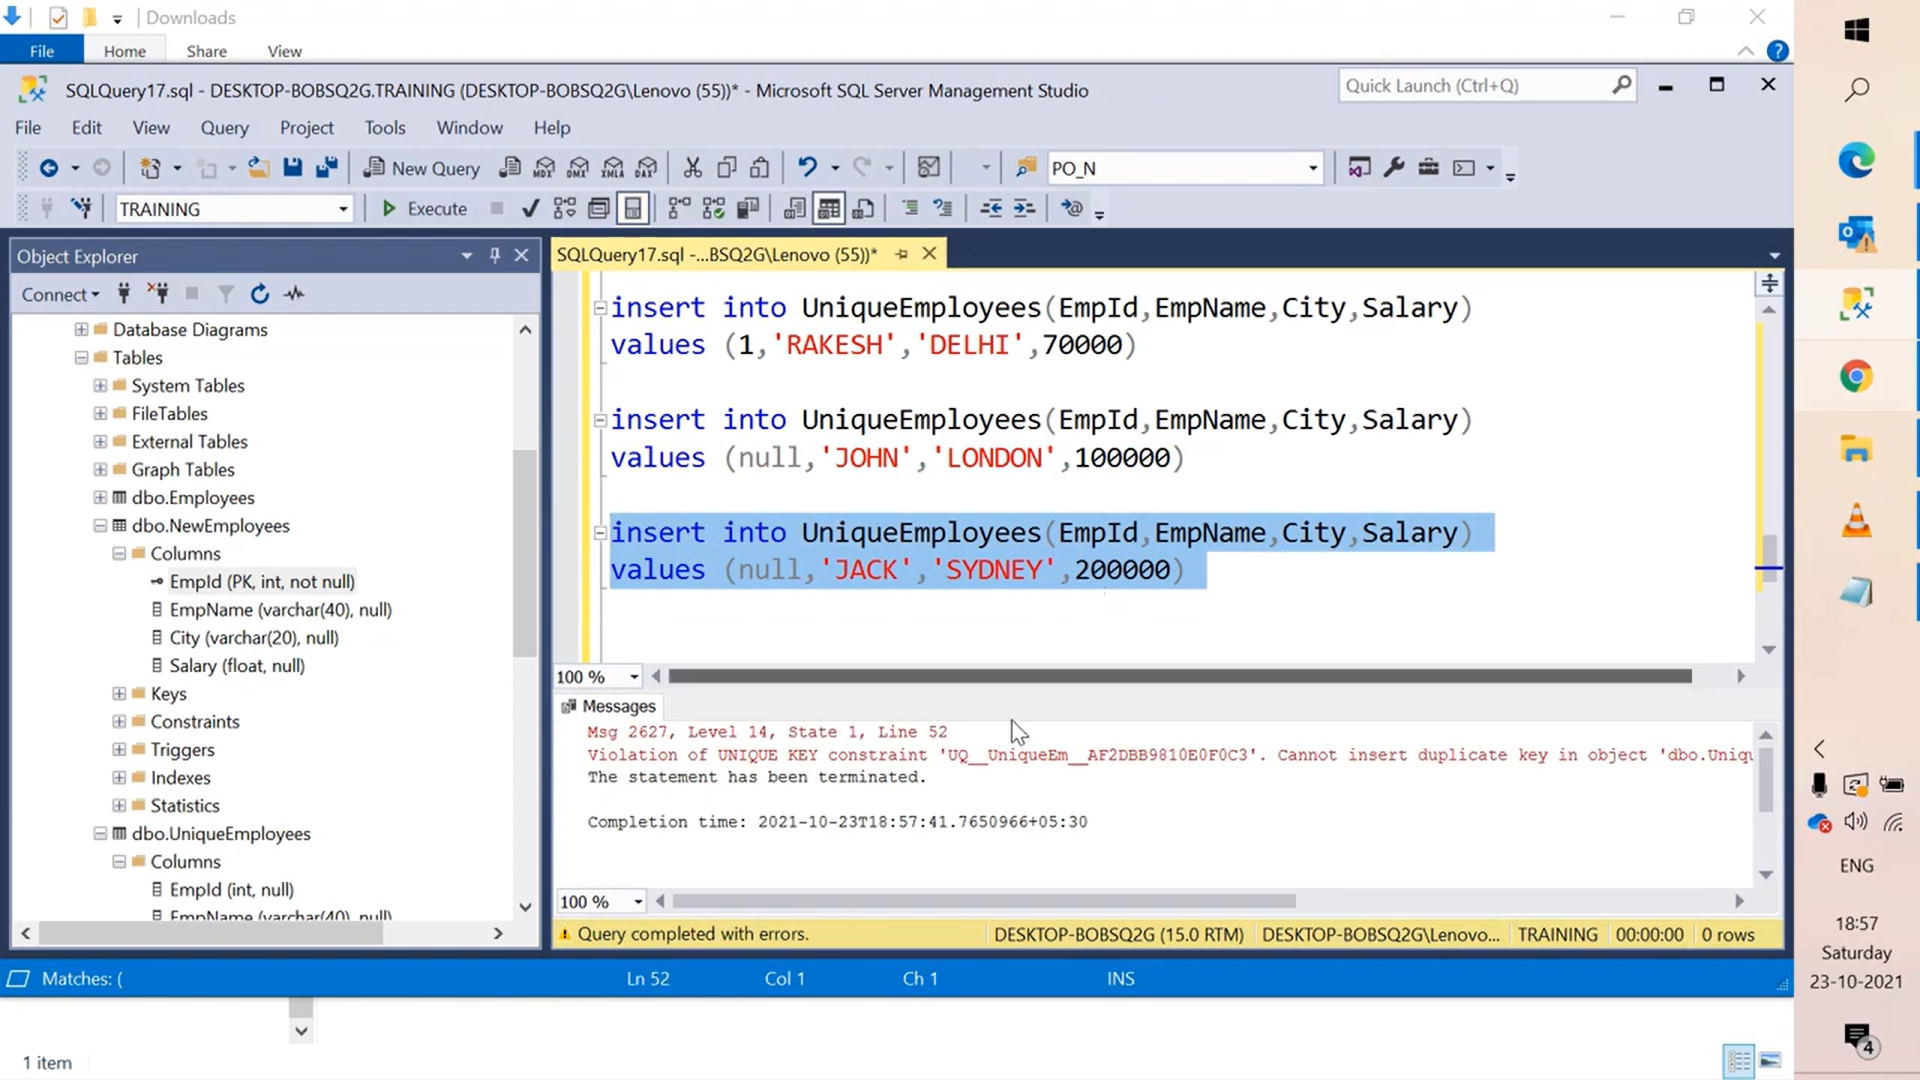 Downloads
File Home Share View
SQLQuery17.sql - DESKTOP-BOBSQ2G.TRAINING (DESKTOP-BOBSQ2G\Lenovo (55))* - Microsoft SQL Server Management Studio
Quick Launch (Ctrl+Q)
File Edit View Query Project Tools Window Help
New Query MDX DMX XMLA DAX PO_N
TRAINING Execute
Object Explorer
SQLQuery17.sql -...BSQ2G\Lenovo (55))*
Connect
Database Diagrams
Tables
System Tables
FileTables
External Tables
Graph Tables
dbo.Employees
dbo.NewEmployees
Columns
EmpId (PK, int, not null)
EmpName (varchar(40), null)
City (varchar(20), null)
Salary (float, null)
Keys
Constraints
Triggers
Indexes
Statistics
dbo.UniqueEmployees
Columns
EmpId (int, null)
EmpName (varchar(40), null)
insert into UniqueEmployees(EmpId,EmpName,City,Salary)
values (1,'RAKESH','DELHI',70000)
insert into UniqueEmployees(EmpId,EmpName,City,Salary)
values (null,'JOHN','LONDON',100000)
insert into UniqueEmployees(EmpId,EmpName,City,Salary)
values (null,'JACK','SYDNEY',200000)
100 %
Messages
Msg 2627, Level 14, State 1, Line 52
Violation of UNIQUE KEY constraint 'UQ__UniqueEm__AF2DBB9810E0F0C3'. Cannot insert duplicate key in object 'dbo.Uniqu
The statement has been terminated.
Completion time: 2021-10-23T18:57:41.7650966+05:30
100 %
Query completed with errors. DESKTOP-BOBSQ2G (15.0 RTM) DESKTOP-BOBSQ2G\Lenovo... TRAINING 00:00:00 0 rows
Matches: ( Ln 52 Col 1 Ch 1 INS
1 item
ENG
18:57
Saturday
23-10-2021
4